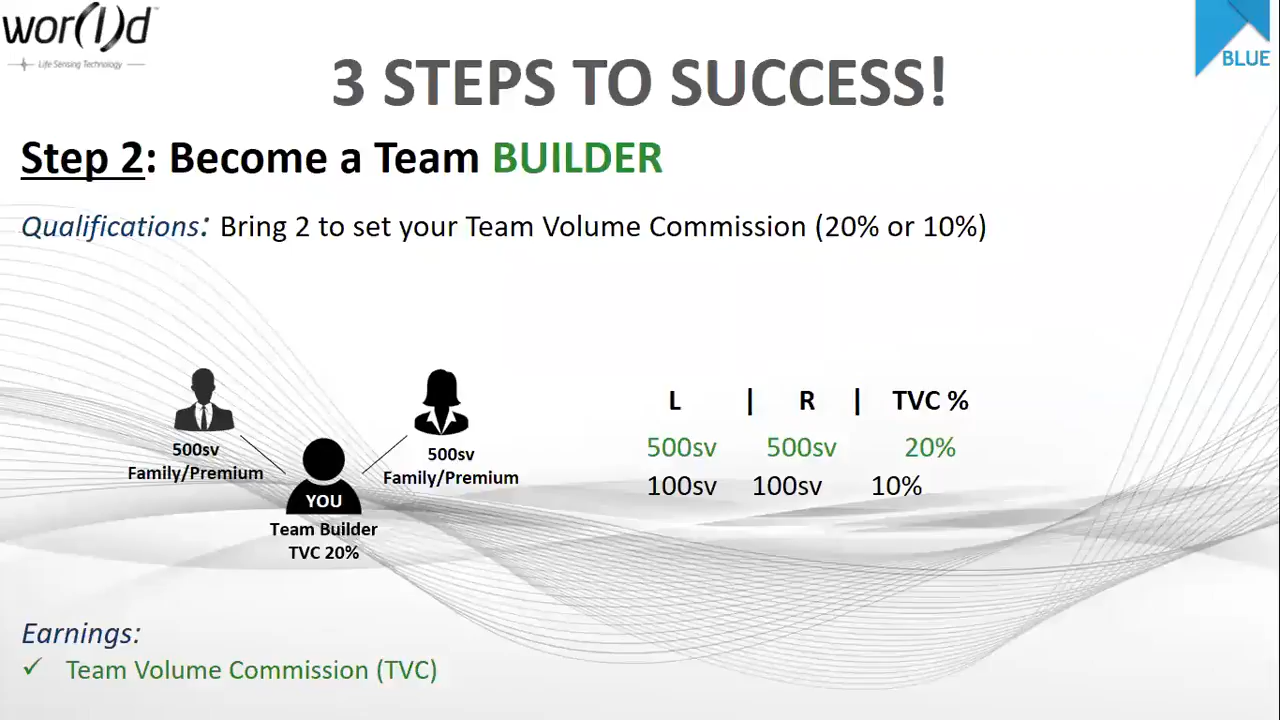 wor(l)d
Life Sensing Technology
BLUE
3 STEPS TO SUCCESS!
Step 2: Become a Team BUILDER
Qualifications: Bring 2 to set your Team Volume Commission (20% or 10%)
500sv
Family/Premium
500sv
Family/Premium
YOU
Team Builder
TVC 20%
L | R | TVC %
500sv 500sv 20%
100sv 100sv 10%
Earnings:
✓ Team Volume Commission (TVC)